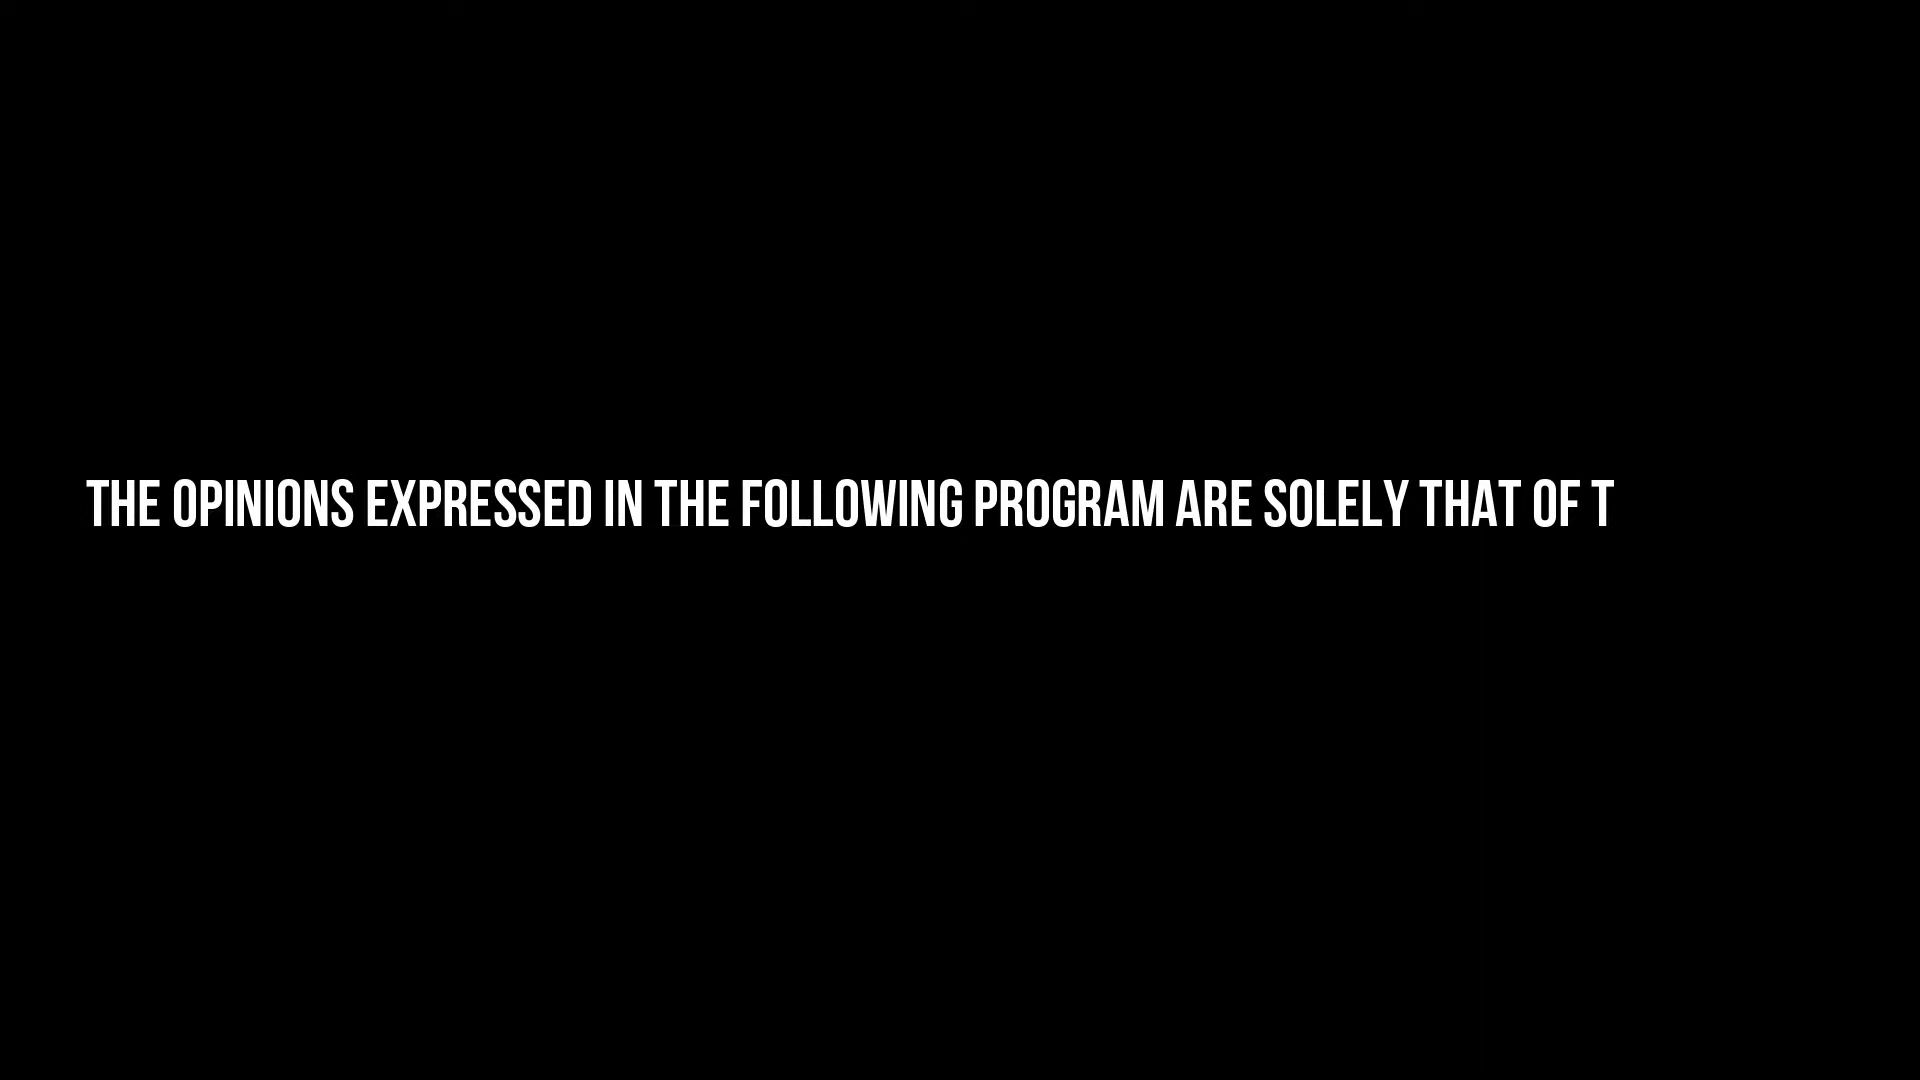 THE OPINIONS EXPRESSED IN THE FOLLOWING PROGRAM ARE SOLELY THAT OF T